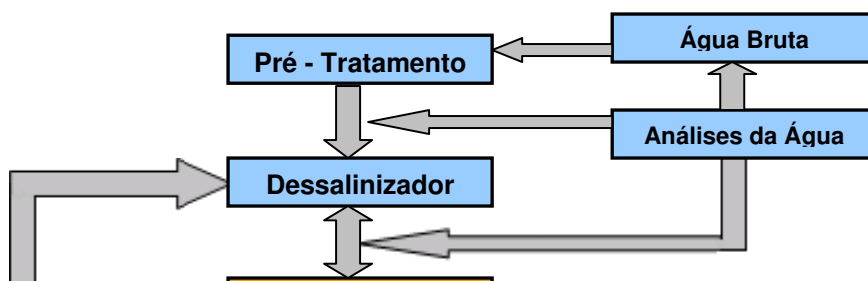 Água Bruta
Pré - Tratamento
Análises da Água
Dessalinizador